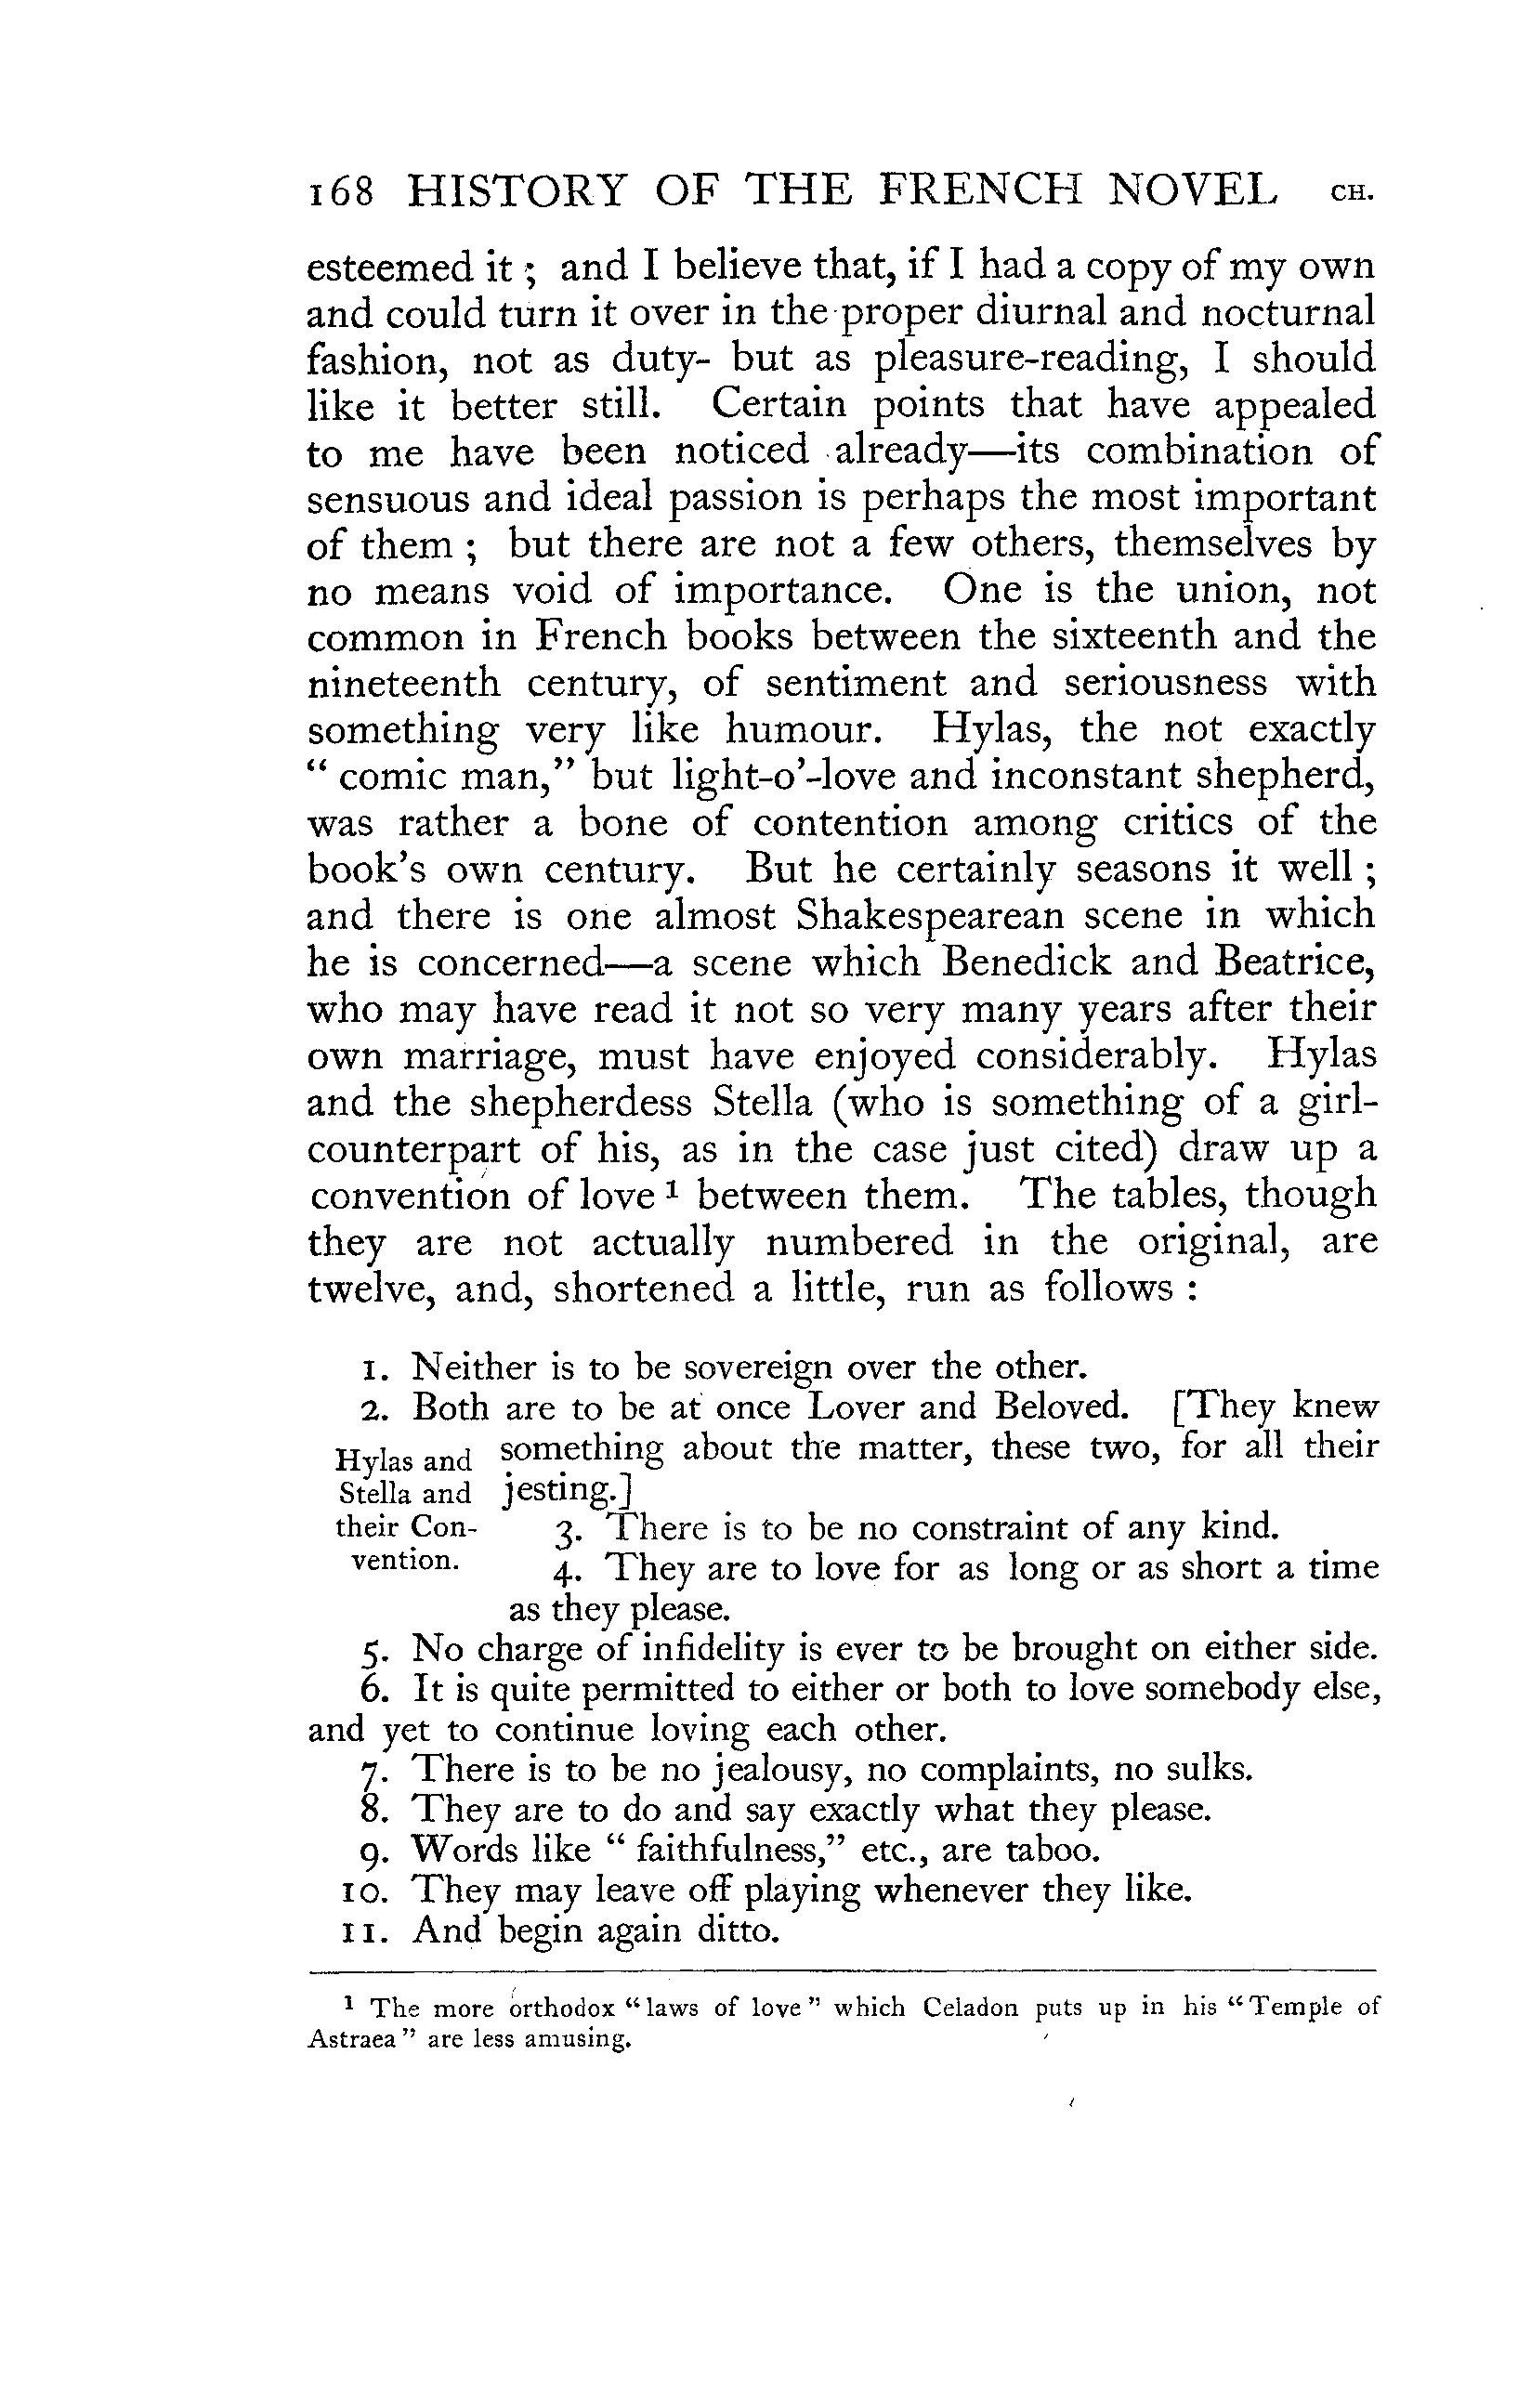 168 HISTORY OF THE FRENCH NOVEL CH.
esteemed it ; and I believe that, if I had a copy of my own
and could turn it over in the proper diurnal and nocturnal
fashion, not as duty- but as pleasure-reading, I should
like it better still. Certain points that have appealed
to me have been noticed already—its combination of
sensuous and ideal passion is perhaps the most important
of them ; but there are not a few others, themselves by
no means void of importance. One is the union, not
common in French books between the sixteenth and the
nineteenth century, of sentiment and seriousness with
something very like humour. Hylas, the not exactly
“ comic man,” but light-o’-love and inconstant shepherd,
was rather a bone of contention among critics of the
book’s own century. But he certainly seasons it well ;
and there is one almost Shakespearean scene in which
he is concerned—a scene which Benedick and Beatrice,
who may have read it not so very many years after their
own marriage, must have enjoyed considerably. Hylas
and the shepherdess Stella (who is something of a girl-
counterpart of his, as in the case just cited) draw up a
convention of love ¹ between them. The tables, though
they are not actually numbered in the original, are
twelve, and, shortened a little, run as follows :
1. Neither is to be sovereign over the other.
2. Both are to be at once Lover and Beloved. [They knew
something about the matter, these two, for all their
jesting.]
Hylas and
Stella and
their Con-
vention.
3. There is to be no constraint of any kind.
4. They are to love for as long or as short a time
as they please.
5. No charge of infidelity is ever to be brought on either side.
6. It is quite permitted to either or both to love somebody else,
and yet to continue loving each other.
7. There is to be no jealousy, no complaints, no sulks.
8. They are to do and say exactly what they please.
9. Words like “ faithfulness,” etc., are taboo.
10. They may leave off playing whenever they like.
11. And begin again ditto.
¹ The more orthodox “laws of love” which Celadon puts up in his “Temple of
Astraea” are less amusing.